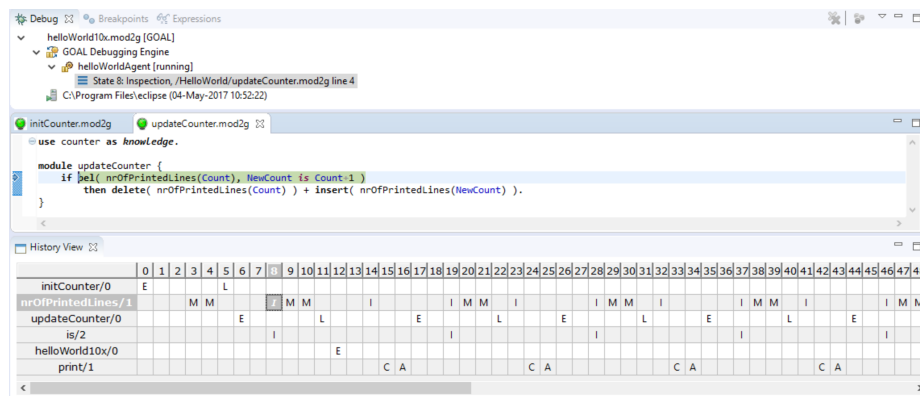 Debug Breakpoints Expressions
helloWorld10x.mod2g [GOAL]
GOAL Debugging Engine
helloWorldAgent [running]
State 8: Inspection, /HelloWorld/updateCounter.mod2g line 4
C:\Program Files\eclipse (04-May-2017 10:52:22)
initCounter.mod2g updateCounter.mod2g
use counter as knowledge.
module updateCounter {
if bel( nrOfPrintedLines(Count), NewCount is Count+1 )
then delete( nrOfPrintedLines(Count) ) + insert( nrOfPrintedLines(NewCount) ).
}
History View
0 1 2 3 4 5 6 7 8 9 10 11 12 13 14 15 16 17 18 19 20 21 22 23 24 25 26 27 28 29 30 31 32 33 34 35 36 37 38 39 40 41 42 43 44 45 46 47
initCounter/0 E L
nrOfPrintedLines/1 M M I M M I I M M I I M M I I M M I I M
updateCounter/0 E L E L E L E L E
is/2 I I I I I
helloWorld10x/0 E
print/1 C A C A C A C A